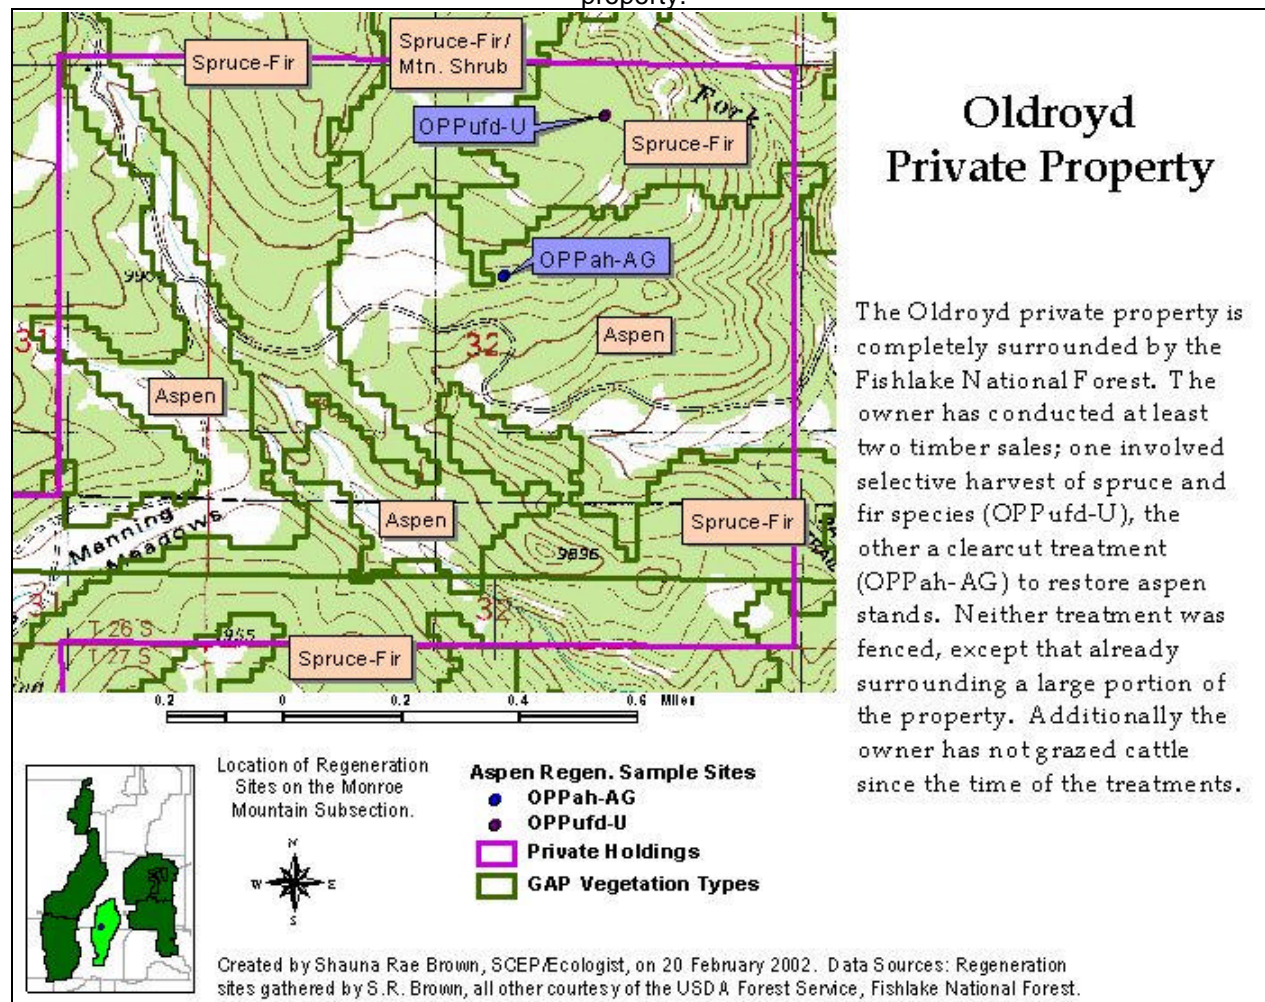 property.
Spruce-Fir
Spruce-Fir/
Mtn. Shrub
Fork
OPPufd-U
Spruce-Fir
OPPah-AG
31
32
Aspen
Aspen
Aspen
Spruce-Fir
Manning
Meadows
9896
32
T 26 S
T 27 S
Spruce-Fir
Oldroyd
Private Property
The Oldroyd private property is
completely surrounded by the
Fishlake National Forest. The
owner has conducted at least
two timber sales; one involved
selective harvest of spruce and
fir species (OPPufd-U), the
other a clearcut treatment
(OPPah-AG) to restore aspen
stands. Neither treatment was
fenced, except that already
surrounding a large portion of
the property. Additionally the
owner has not grazed cattle
since the time of the treatments.
0.2 0 0.2 0.4 0.6 Miles
Location of Regeneration
Sites on the Monroe
Mountain Subsection.
N
W E
S
Aspen Regen. Sample Sites
OPPah-AG
OPPufd-U
Private Holdings
GAP Vegetation Types
Created by Shauna Rae Brown, SCEP/Ecologist, on 20 February 2002. Data Sources: Regeneration
sites gathered by S.R. Brown, all other courtesy of the USDA Forest Service, Fishlake National Forest.